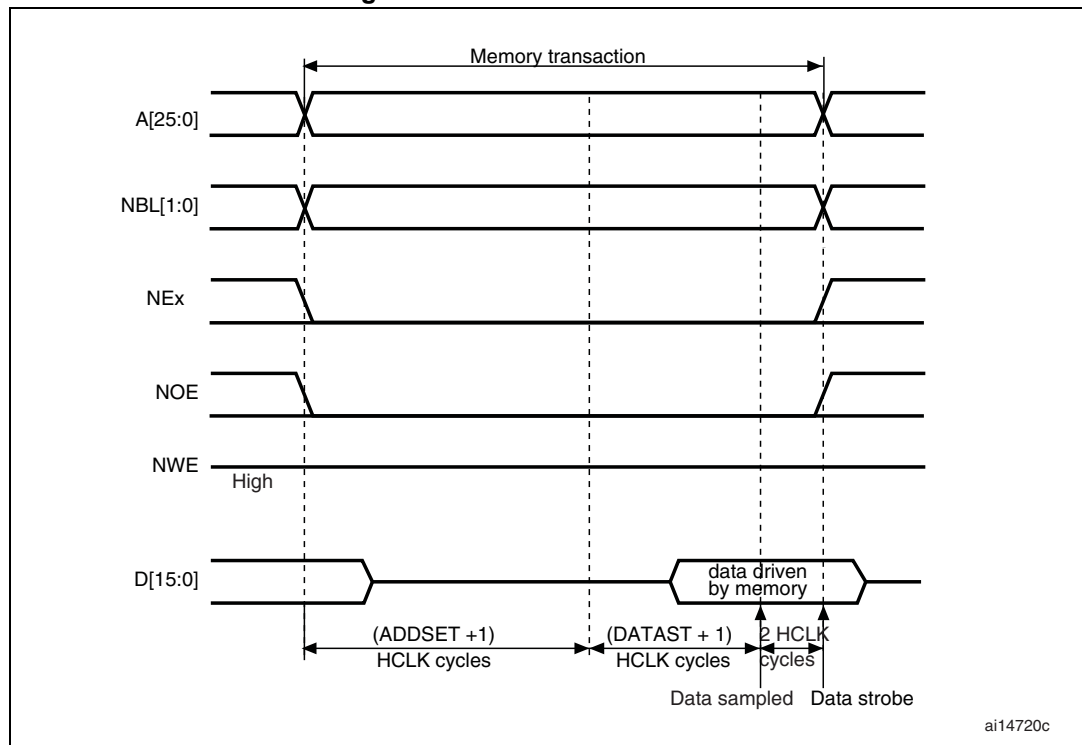 Memory transaction
A[25:0]
NBL[1:0]
NEx
NOE
NWE
High
D[15:0]
data driven
by memory
(ADDSET +1)
HCLK cycles
(DATAST + 1)
HCLK cycles
2 HCLK
cycles
Data sampled
Data strobe
ai14720c